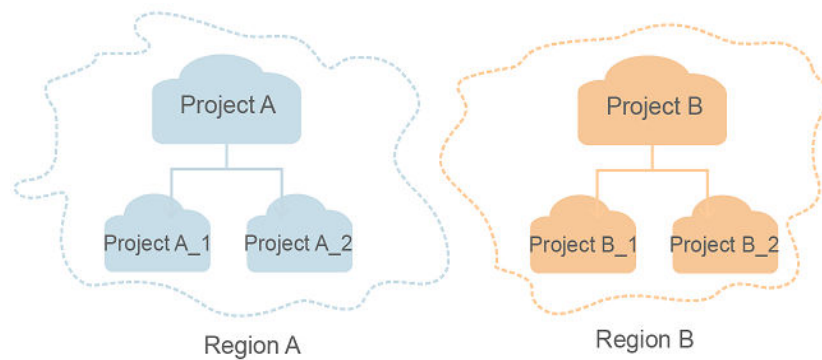 Project A
Project A_1
Project A_2
Region A
Project B
Project B_1
Project B_2
Region B